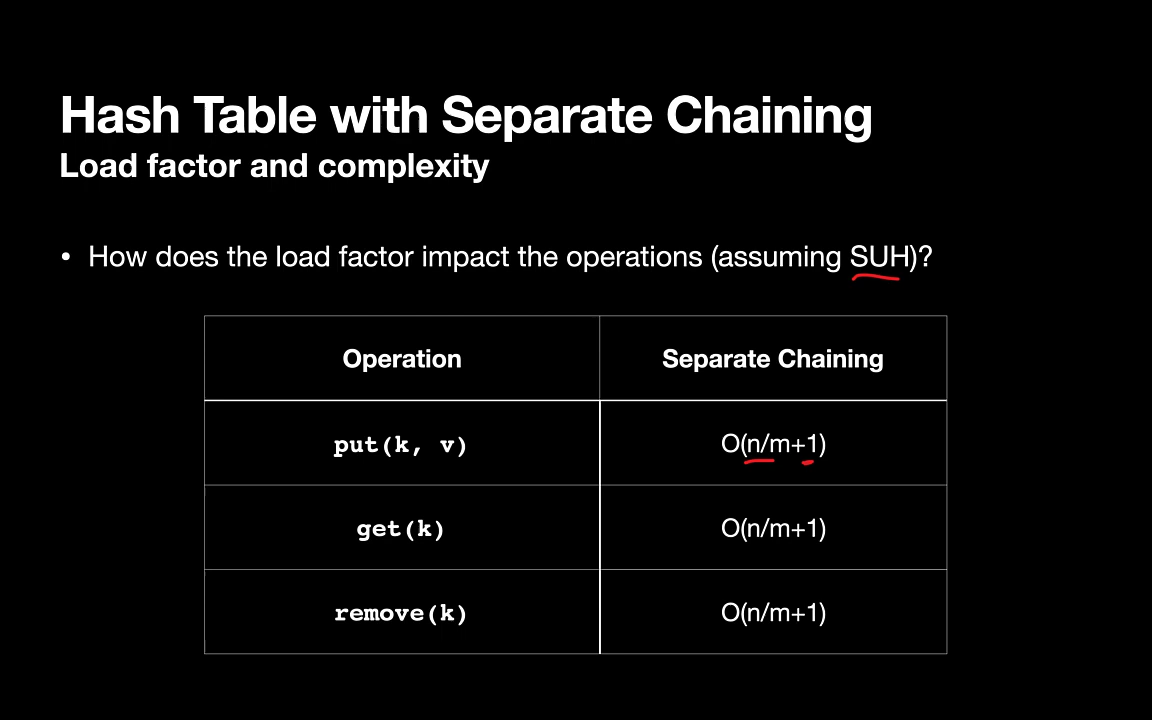 Hash Table with Separate Chaining
Load factor and complexity
• How does the load factor impact the operations (assuming SUH)?
Operation Separate Chaining
put(k, v) O(n/m+1)
get(k) O(n/m+1)
remove(k) O(n/m+1)